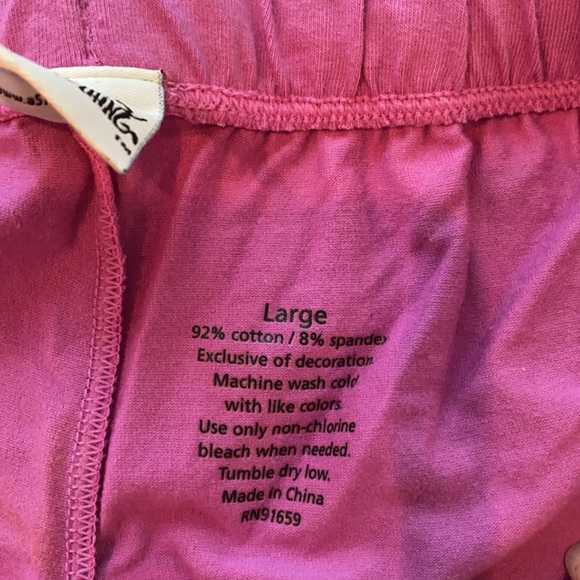 Large
92% cotton / 8% spandex
Exclusive of decoration.
Machine wash cold
with like colors
Use only non-chlorine
bleach when needed.
Tumble dry low.
Made in China
RN91659